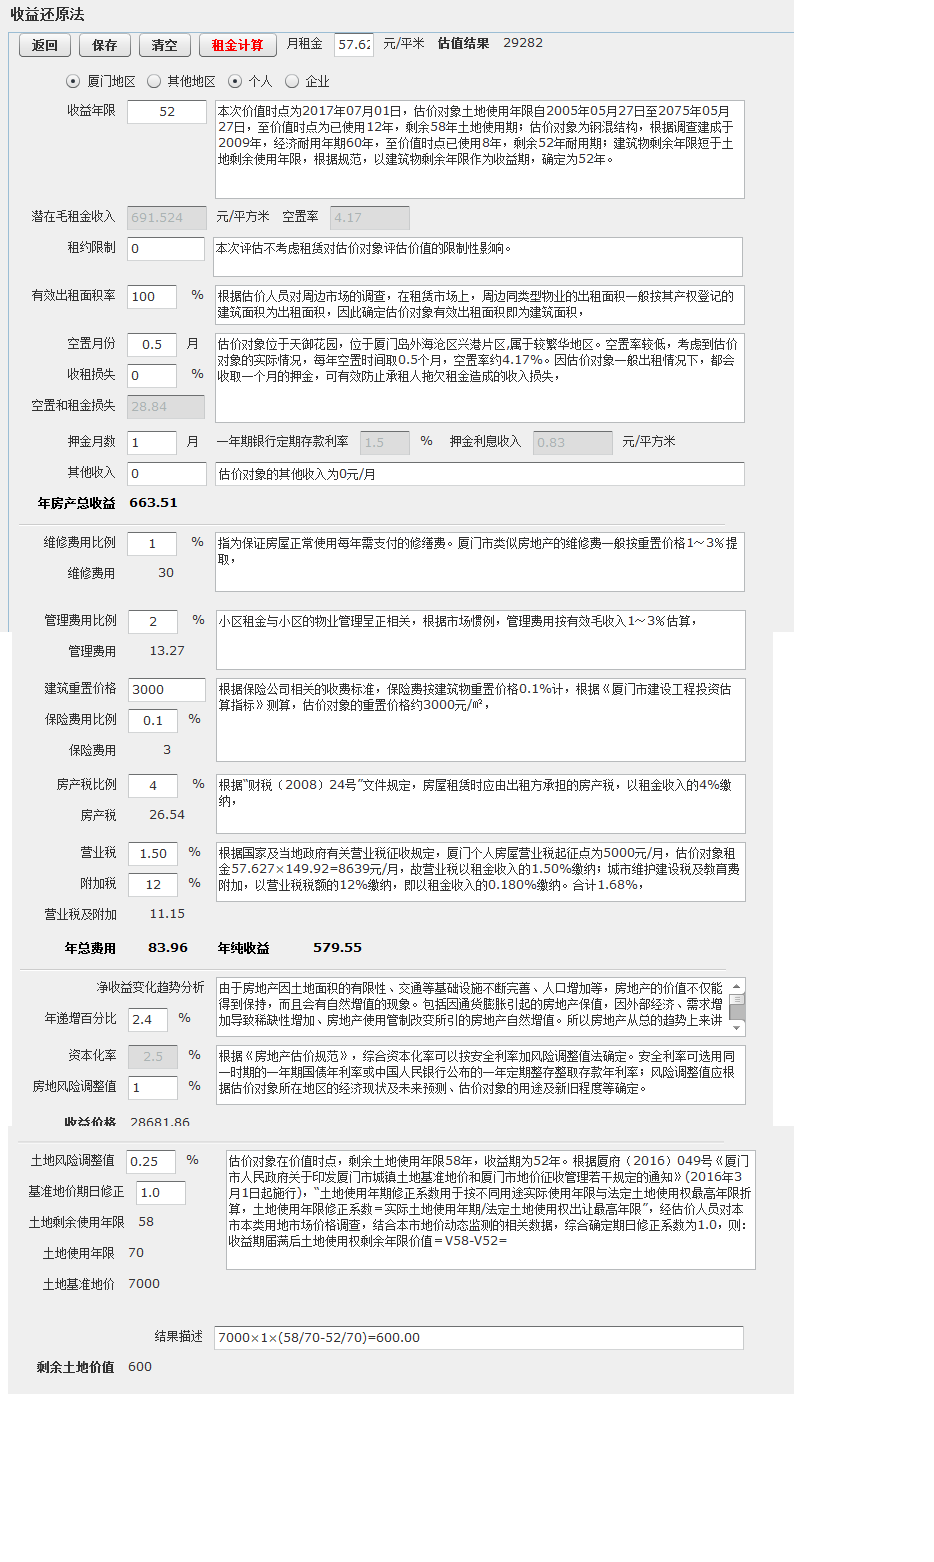 收益还原法
返回 保存 清空 租金计算 月租金 57.62 元/平米 估值结果 29282
厦门地区 其他地区 个人 企业
收益年限 52
本次价值时点为2017年07月01日，估价对象土地使用年限自2005年05月27日至2075年05月
27日，至价值时点为已使用12年，剩余58年土地使用期；估价对象为钢混结构，根据调查建成于
2009年，经济耐用年期60年，至价值时点已使用8年，剩余52年耐用期；建筑物剩余年限短于土
地剩余使用年限，根据规范，以建筑物剩余年限作为收益期，确定为52年。
潜在毛租金收入 691.524 元/平方米 空置率 4.17
租约限制 0 本次评估不考虑租赁对估价对象评估价值的限制性影响。
有效出租面积率 100 %
根据估价人员对周边市场的调查，在租赁市场上，周边同类型物业的出租面积一般按其产权登记的
建筑面积为出租面积，因此确定估价对象有效出租面积即为建筑面积，
空置月份 0.5 月
估价对象位于天御花园，位于厦门岛外海沧区兴港片区,属于较繁华地区。空置率较低，考虑到估价
对象的实际情况，每年空置时间取0.5个月，空置率约4.17%。因估价对象一般出租情况下，都会
收取一个月的押金，可有效防止承租人拖欠租金造成的收入损失，
收租损失 0 %
空置和租金损失 28.84
押金月数 1 月 一年期银行定期存款利率 1.5 % 押金利息收入 0.83 元/平方米
其他收入 0 估价对象的其他收入为0元/月
年房产总收益 663.51
维修费用比例 1 %
指为保证房屋正常使用每年需支付的修缮费。厦门市类似房地产的维修费一般按重置价格1～3%提
取，
维修费用 30
管理费用比例 2 % 小区租金与小区的物业管理呈正相关，根据市场惯例，管理费用按有效毛收入1～3%估算，
管理费用 13.27
建筑重置价格 3000
根据保险公司相关的收费标准，保险费按建筑物重置价格0.1%计，根据《厦门市建设工程投资估
算指标》测算，估价对象的重置价格约3000元/㎡，
保险费用比例 0.1 %
保险费用 3
房产税比例 4 %
根据“财税（2008）24号”文件规定，房屋租赁时应由出租方承担的房产税，以租金收入的4%缴
纳，
房产税 26.54
营业税 1.50 %
根据国家及当地政府有关营业税征收规定，厦门个人房屋营业税起征点为5000元/月，估价对象租
金57.627×149.92=8639元/月，故营业税以租金收入的1.50%缴纳；城市维护建设税及教育费
附加，以营业税税额的12%缴纳，即以租金收入的0.180%缴纳。合计1.68%，
附加税 12 %
营业税及附加 11.15
年总费用 83.96 年纯收益 579.55
净收益变化趋势分析
由于房地产因土地面积的有限性、交通等基础设施不断完善、人口增加等，房地产的价值不仅能
得到保持，而且会有自然增值的现象。包括因通货膨胀引起的房地产保值，因外部经济、需求增
加导致稀缺性增加、房地产使用管制改变所引的房地产自然增值。所以房地产从总的趋势上来讲
年递增百分比 2.4 %
资本化率 2.5 %
根据《房地产估价规范》，综合资本化率可以按安全利率加风险调整值法确定。安全利率可选用同
一时期的一年期国债年利率或中国人民银行公布的一年定期整存整取存款年利率；风险调整值应根
据估价对象所在地区的经济现状及未来预测、估价对象的用途及新旧程度等确定。
房地风险调整值 1 %
收益价格 28681.86
土地风险调整值 0.25 %
估价对象在价值时点，剩余土地使用年限58年，收益期为52年。根据厦府（2016）049号《厦门
市人民政府关于印发厦门市城镇土地基准地价和厦门市地价征收管理若干规定的通知》(2016年3
月1日起施行)，“土地使用年期修正系数用于按不同用途实际使用年限与法定土地使用权最高年限折
算，土地使用年限修正系数＝实际土地使用年期/法定土地使用权出让最高年限”，经估价人员对本
市本类用地市场价格调查，结合本市地价动态监测的相关数据，综合确定期日修正系数为1.0，则：
收益期届满后土地使用权剩余年限价值＝V58-V52=
基准地价期日修正 1.0
土地剩余使用年限 58
土地使用年限 70
土地基准地价 7000
结果描述 7000×1×(58/70-52/70)=600.00
剩余土地价值 600